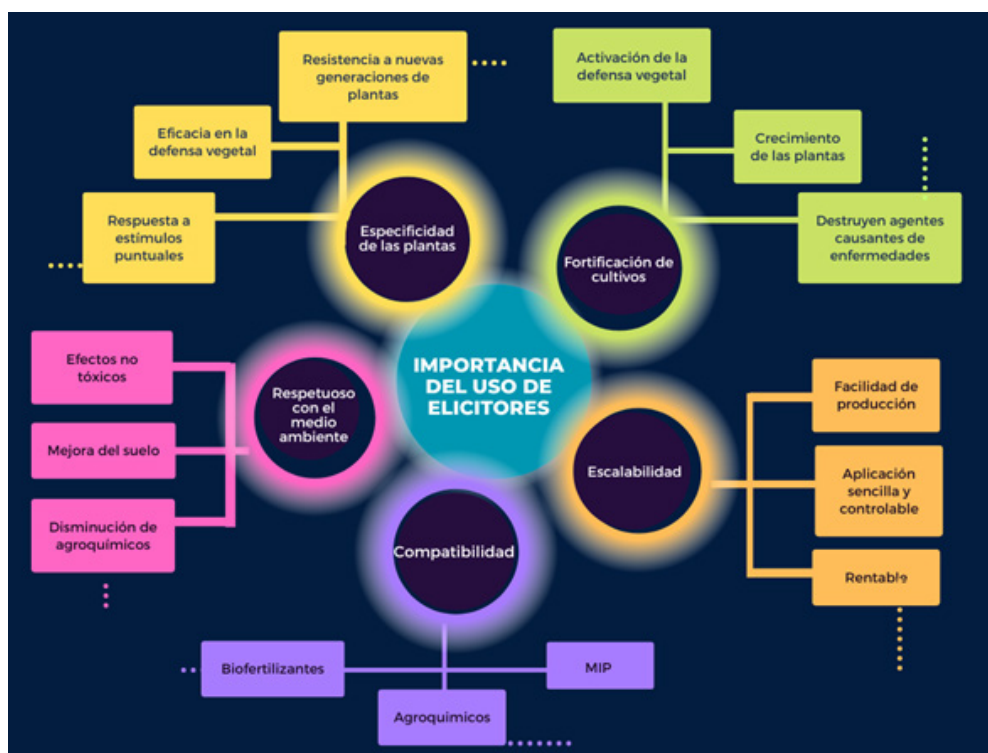 Resistencia a nuevas
generaciones de
plantas
Eficacia en la
defensa vegetal
Respuesta a
estímulos
puntuales
Especificidad
de las plantas
Activación de la
defensa vegetal
Crecimiento
de las plantas
Destruyen agentes
causantes de
enfermedades
Fortificación de
cultivos
IMPORTANCIA
DEL USO DE
ELICITORES
Efectos no
tóxicos
Mejora del suelo
Disminución de
agroquímicos
Respetuoso
con el
medio
ambiente
Facilidad de
producción
Aplicación
sencilla y
controlable
Rentable
Escalabilidad
Compatibilidad
Biofertilizantes
Agroquimicos
MIP